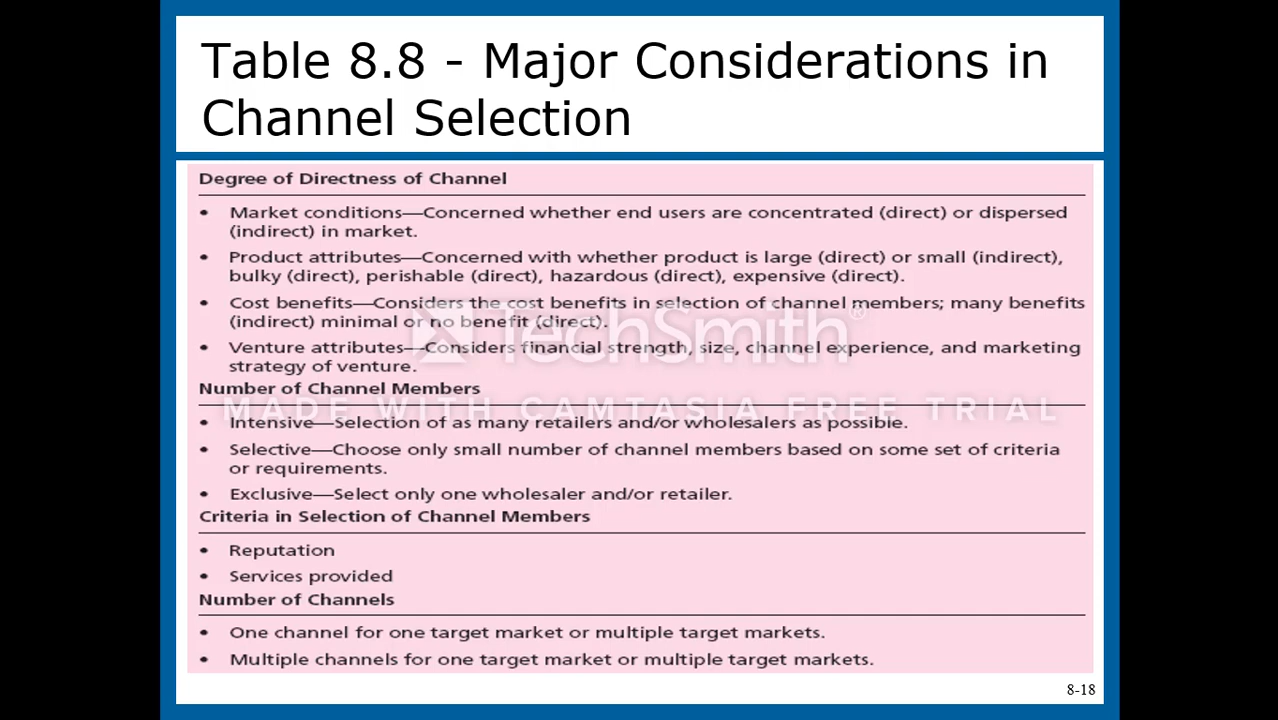 Table 8.8 - Major Considerations in
Channel Selection
Degree of Directness of Channel
• Market conditions—Concerned whether end users are concentrated (direct) or dispersed
(indirect) in market.
• Product attributes—Concerned with whether product is large (direct) or small (indirect),
bulky (direct), perishable (direct), hazardous (direct), expensive (direct).
• Cost benefits—Considers the cost benefits in selection of channel members; many benefits
(indirect) minimal or no benefit (direct).
• Venture attributes—Considers financial strength, size, channel experience, and marketing
strategy of venture.
TechSmith®
Number of Channel Members
MADE WITH CAMTASIA FREE TRIAL
• Intensive—Selection of as many retailers and/or wholesalers as possible.
• Selective—Choose only small number of channel members based on some set of criteria
or requirements.
• Exclusive—Select only one wholesaler and/or retailer.
Criteria in Selection of Channel Members
• Reputation
• Services provided
Number of Channels
• One channel for one target market or multiple target markets.
• Multiple channels for one target market or multiple target markets.
8-18